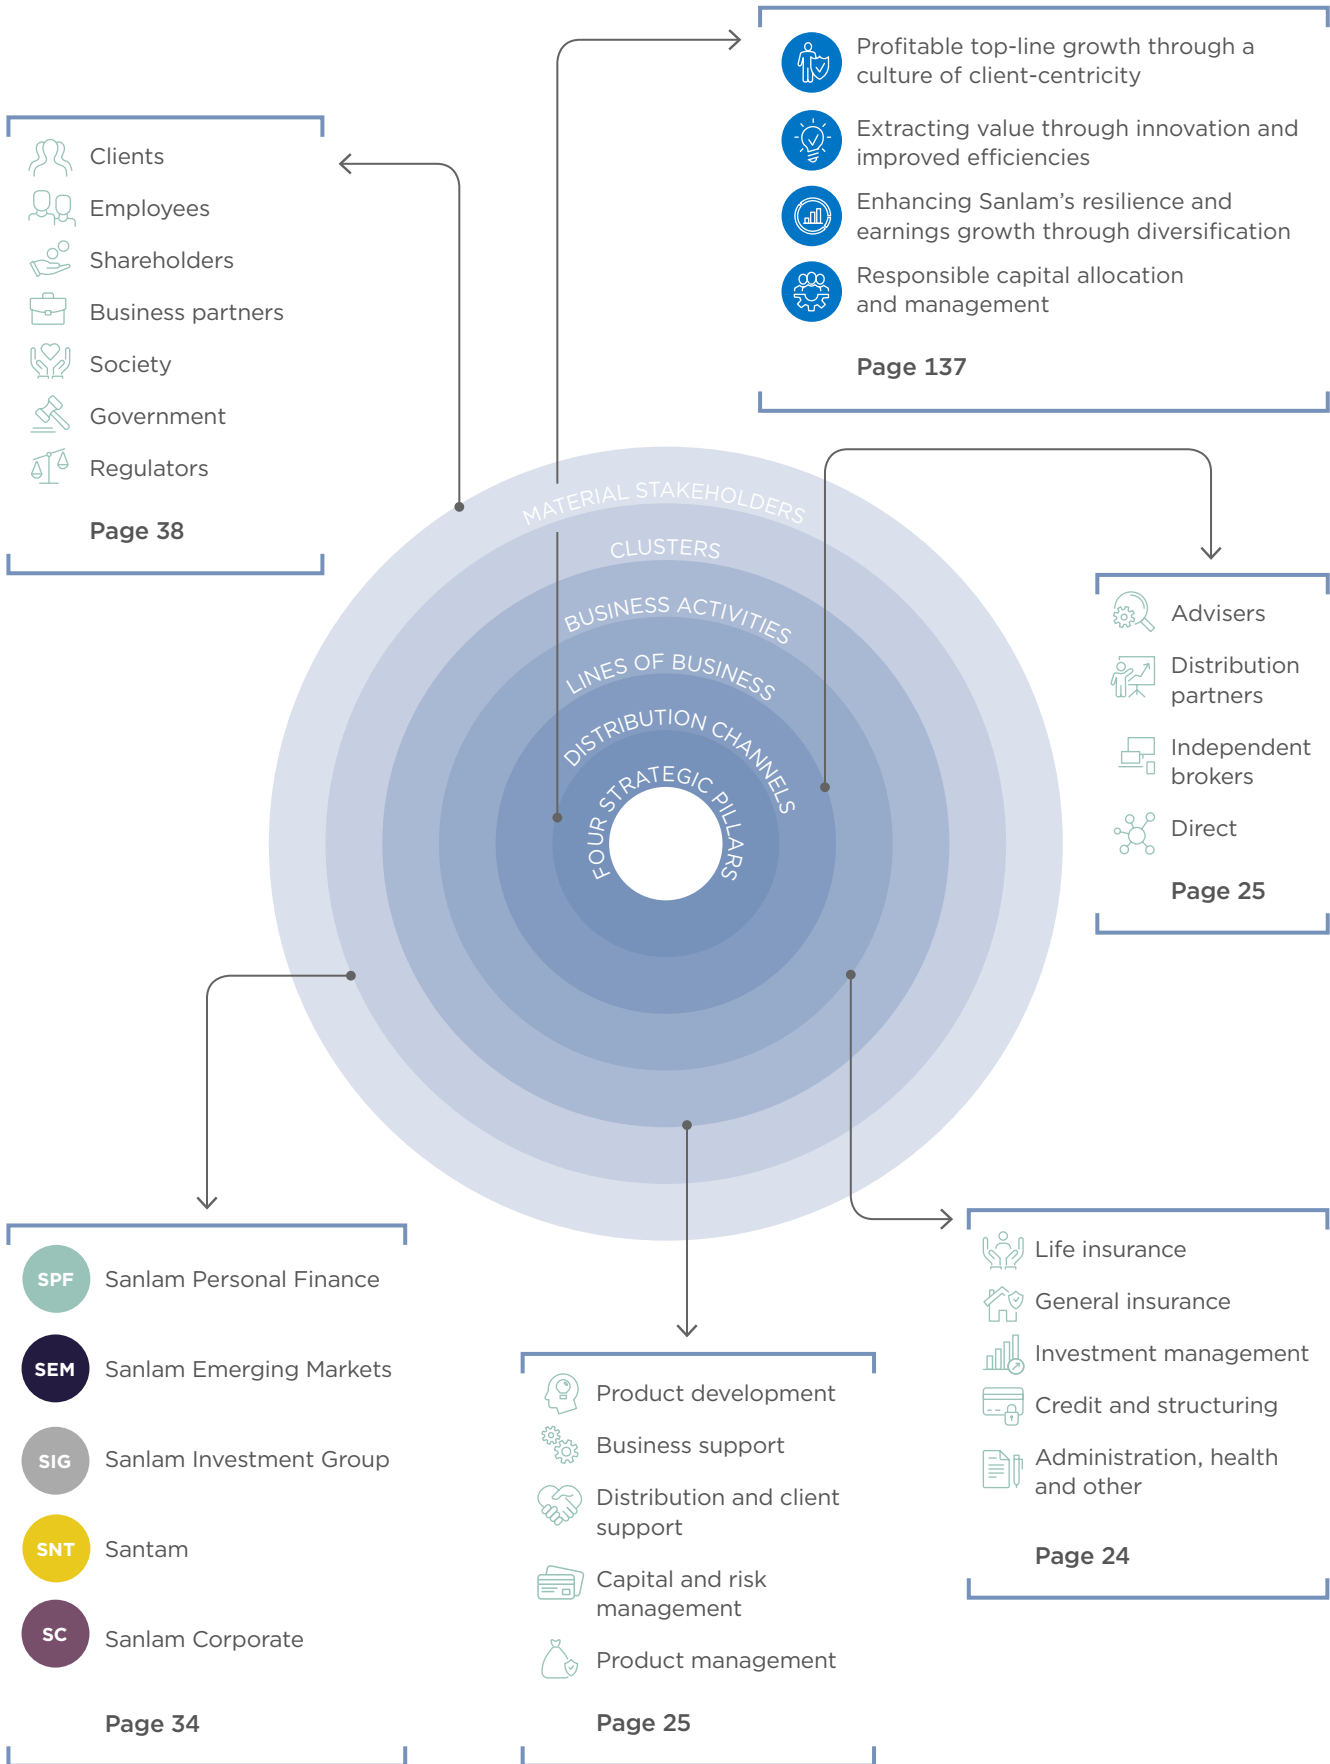 Profitable top-line growth through a
culture of client-centricity
Extracting value through innovation and
improved efficiencies
Enhancing Sanlam's resilience and
earnings growth through diversification
Responsible capital allocation
and management
Page 137
Clients
Employees
Shareholders
Business partners
Society
Government
Regulators
Page 38
MATERIAL STAKEHOLDERS
CLUSTERS
BUSINESS ACTIVITIES
LINES OF BUSINESS
DISTRIBUTION CHANNELS
FOUR STRATEGIC PILLARS
Advisers
Distribution
partners
Independent
brokers
Direct
Page 25
SPF Sanlam Personal Finance
SEM Sanlam Emerging Markets
SIG Sanlam Investment Group
SNT Santam
SC Sanlam Corporate
Page 34
Product development
Business support
Distribution and client
support
Capital and risk
management
Product management
Page 25
Life insurance
General insurance
Investment management
Credit and structuring
Administration, health
and other
Page 24